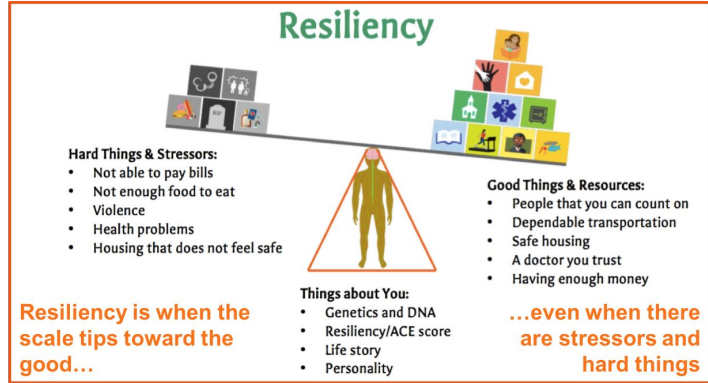 Resiliency
RIP
Hard Things & Stressors:
• Not able to pay bills
• Not enough food to eat
• Violence
• Health problems
• Housing that does not feel safe
Good Things & Resources:
• People that you can count on
• Dependable transportation
• Safe housing
• A doctor you trust
• Having enough money
Things about You:
• Genetics and DNA
• Resiliency/ACE score
• Life story
• Personality
Resiliency is when the
scale tips toward the
good…
…even when there
are stressors and
hard things